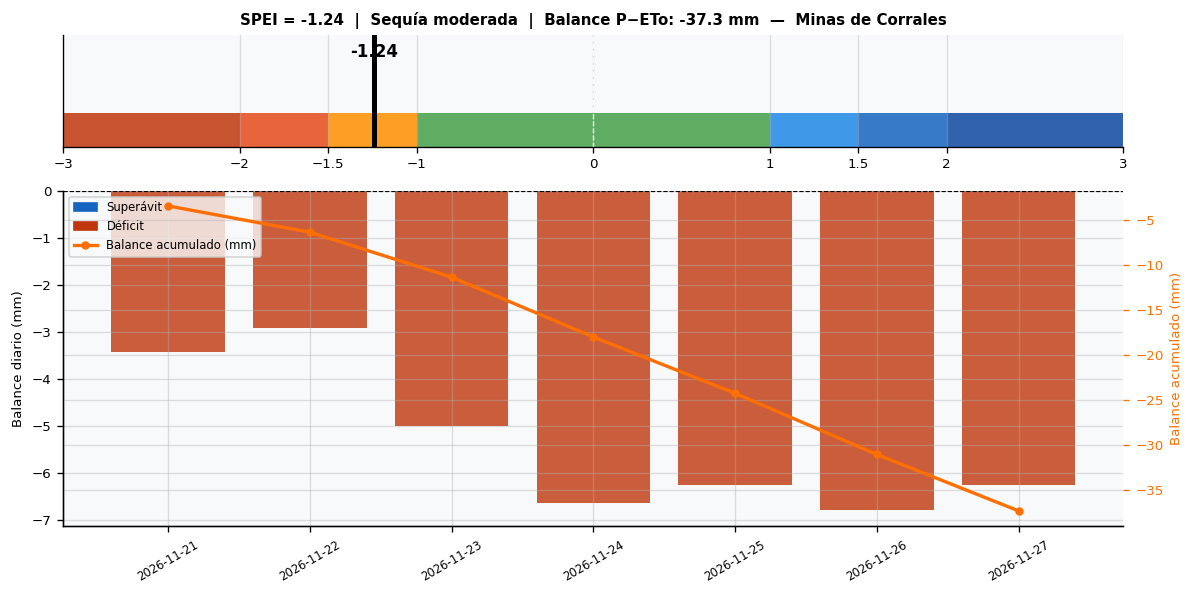 SPEI = -1.24  |  Sequía moderada  |  Balance P−ETo: -37.3 mm  —  Minas de Corrales
-1.24
−3 −2 −1.5 −1 0 1 1.5 2 3
Superávit
Déficit
Balance acumulado (mm)
Balance diario (mm)
0
−1
−2
−3
−4
−5
−6
−7
−5
−10
−15
−20
−25
−30
−35
Balance acumulado (mm)
2026-11-21 2026-11-22 2026-11-23 2026-11-24 2026-11-25 2026-11-26 2026-11-27